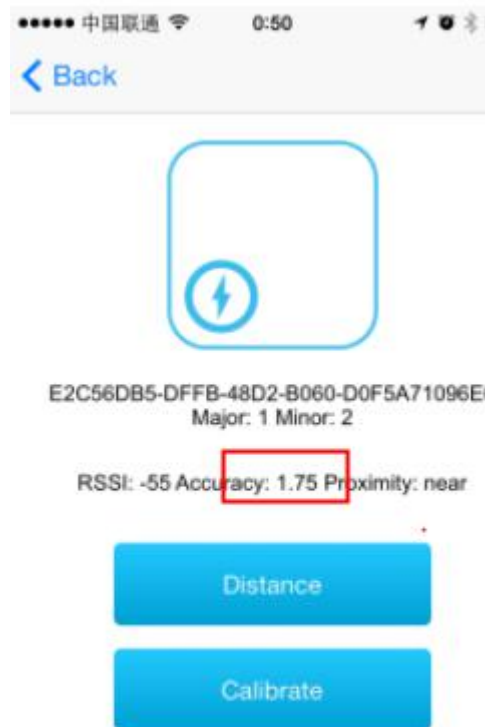 中国联通 0:50
Back
E2C56DB5-DFFB-48D2-B060-D0F5A71096E
Major: 1 Minor: 2
RSSI: -55 Accuracy: 1.75 Proximity: near
Distance
Calibrate